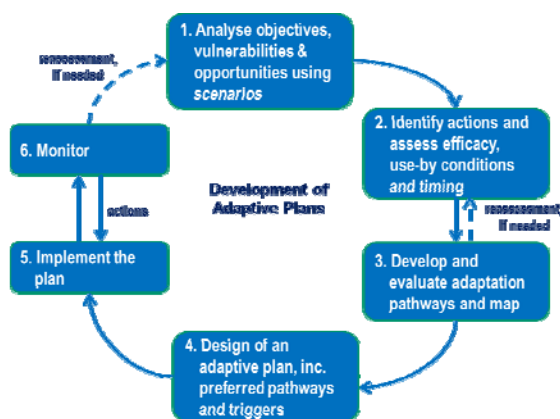 1. Analyse objectives,
vulnerabilities &
opportunities using
scenarios
2. Identify actions and
assess efficacy,
use-by conditions
and timing
reassessment,
if needed
3. Develop and
evaluate adaptation
pathways and map
4. Design of an
adaptive plan, inc.
preferred pathways
and triggers
5. Implement the
plan
actions
6. Monitor
reassessment,
if needed
Development of
Adaptive Plans